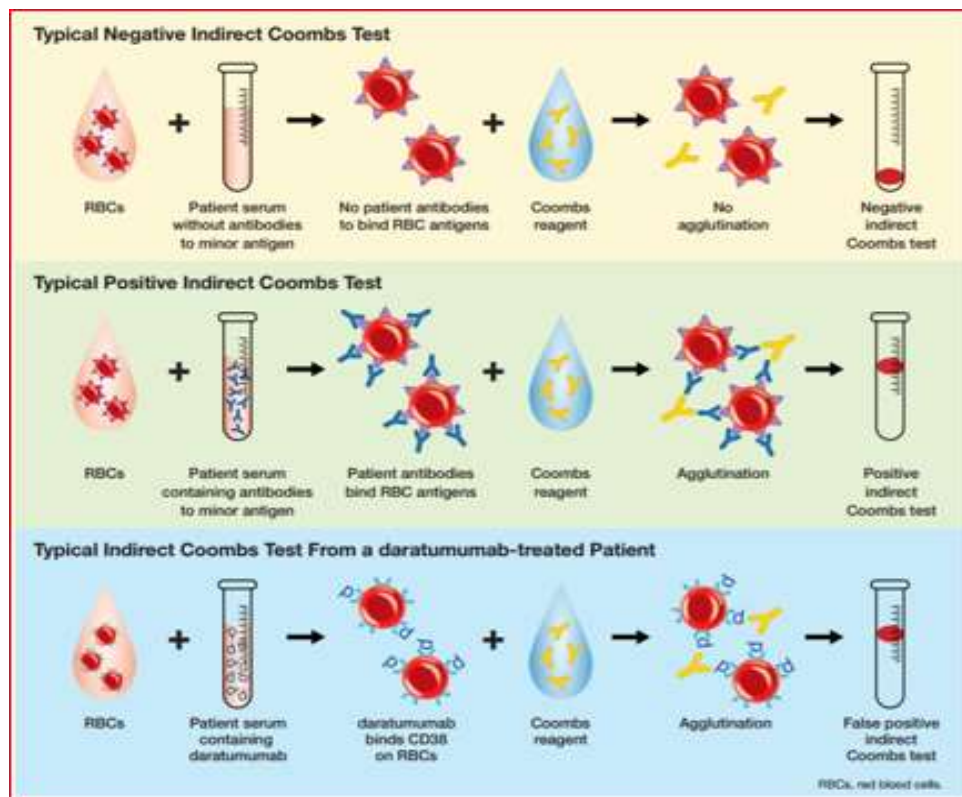 Typical Negative Indirect Coombs Test
RBCs
Patient serum
without antibodies
to minor antigen
No patient antibodies
to bind RBC antigens
Coombs
reagent
No
agglutination
Negative
indirect
Coombs test
Typical Positive Indirect Coombs Test
RBCs
Patient serum
containing antibodies
to minor antigen
Patient antibodies
bind RBC antigens
Coombs
reagent
Agglutination
Positive
indirect
Coombs test
Typical Indirect Coombs Test From a daratumumab-treated Patient
RBCs
Patient serum
containing
daratumumab
daratumumab
binds CD38
on RBCs
Coombs
reagent
Agglutination
False positive
indirect
Coombs test
RBCs, red blood cells.